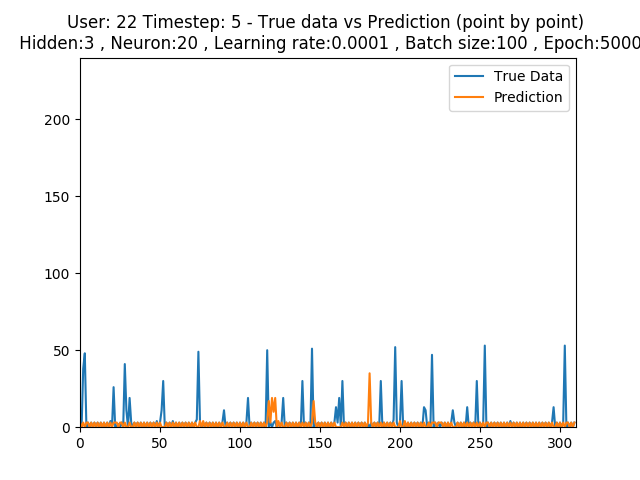 User: 22 Timestep: 5 - True data vs Prediction (point by point)
Hidden:3 , Neuron:20 , Learning rate:0.0001 , Batch size:100 , Epoch:5000
True Data
Prediction
200
150
100
50
0
0 50 100 150 200 250 300